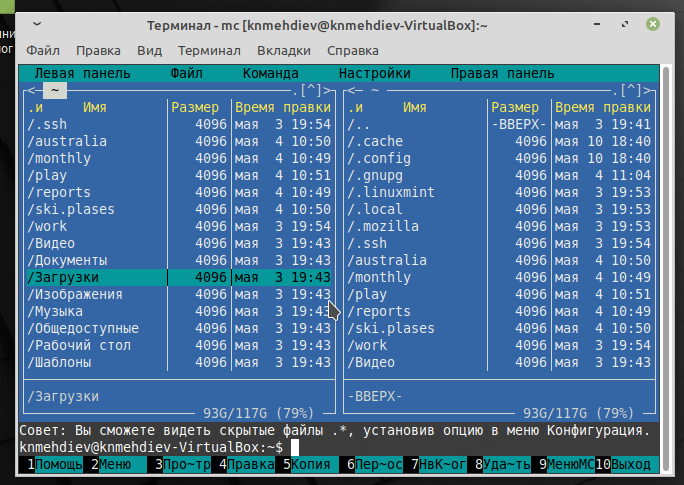 Терминал - mc [knmehdiev@knmehdiev-VirtualBox]:~
Файл Правка Вид Терминал Вкладки Справка
Левая панель Файл Команда Настройки Правая панель
<─ ~ .[^]> <─ ~ .[^]>
.и Имя Размер Время правки .и Имя Размер Время правки
/.ssh 4096 мая 3 19:54 /.. -ВВЕРХ- мая 3 19:41
/australia 4096 мая 4 10:50 /.cache 4096 мая 10 18:40
/monthly 4096 мая 4 10:49 /.config 4096 мая 10 18:40
/play 4096 мая 4 10:51 /.gnupg 4096 мая 4 11:04
/reports 4096 мая 4 10:49 /.linuxmint 4096 мая 3 19:53
/ski.plases 4096 мая 4 10:50 /.local 4096 мая 3 19:53
/work 4096 мая 3 19:54 /.mozilla 4096 мая 3 19:53
/Видео 4096 мая 3 19:43 /.ssh 4096 мая 3 19:54
/Документы 4096 мая 3 19:43 /australia 4096 мая 4 10:50
/Загрузки 4096 мая 3 19:43 /monthly 4096 мая 4 10:49
/Изображения 4096 мая 3 19:43 /play 4096 мая 4 10:51
/Музыка 4096 мая 3 19:43 /reports 4096 мая 4 10:49
/Общедоступные 4096 мая 3 19:43 /ski.plases 4096 мая 4 10:50
/Рабочий стол 4096 мая 3 19:43 /work 4096 мая 3 19:54
/Шаблоны 4096 мая 3 19:43 /Видео 4096 мая 3 19:43
/Загрузки -ВВЕРХ-
93G/117G (79%) 93G/117G (79%)
Совет: Вы сможете видеть скрытые файлы .*, установив опцию в меню Конфигурация.
knmehdiev@knmehdiev-VirtualBox:~$
1Помощь 2Меню 3Про~тр 4Правка 5Копия 6Пер~ос 7НвК~ог 8Уда~ть 9МенюMC 10Выход